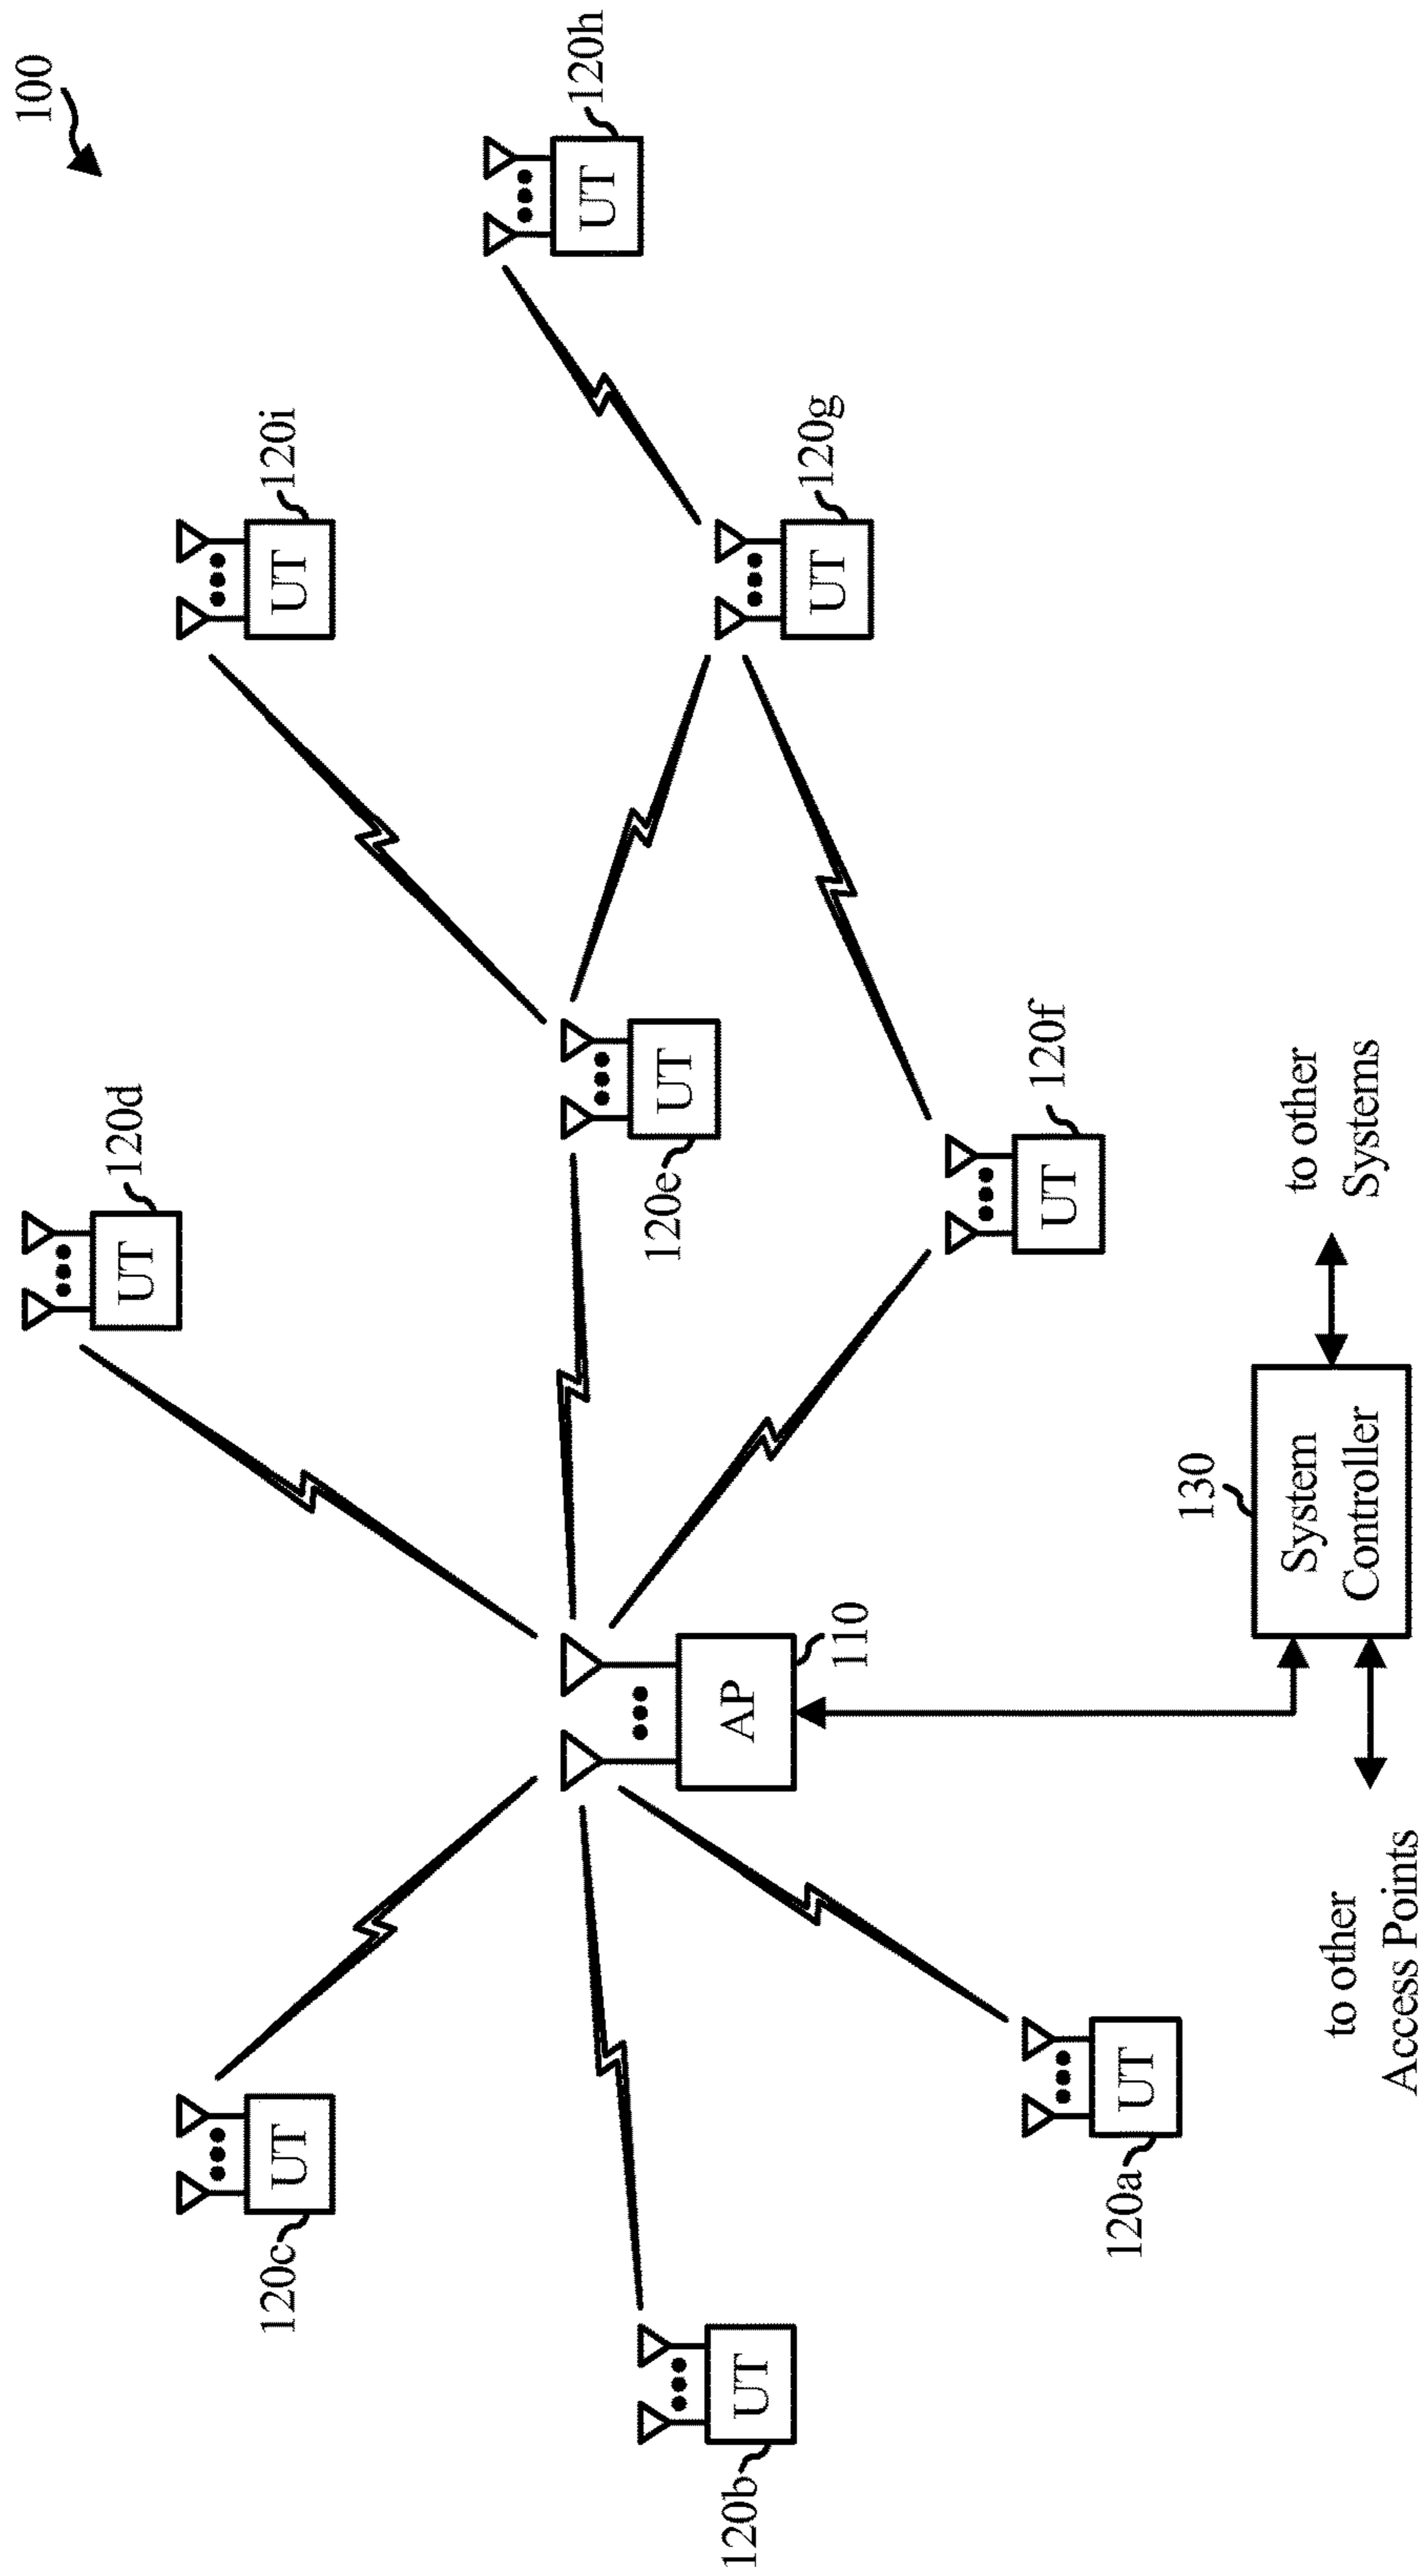 100
120d
UT
120i
UT
120c
UT
120h
UT
120e
UT
120g
UT
AP
110
120b
UT
120f
UT
120a
UT
130
System
Controller
to other
Systems
to other
Access Points